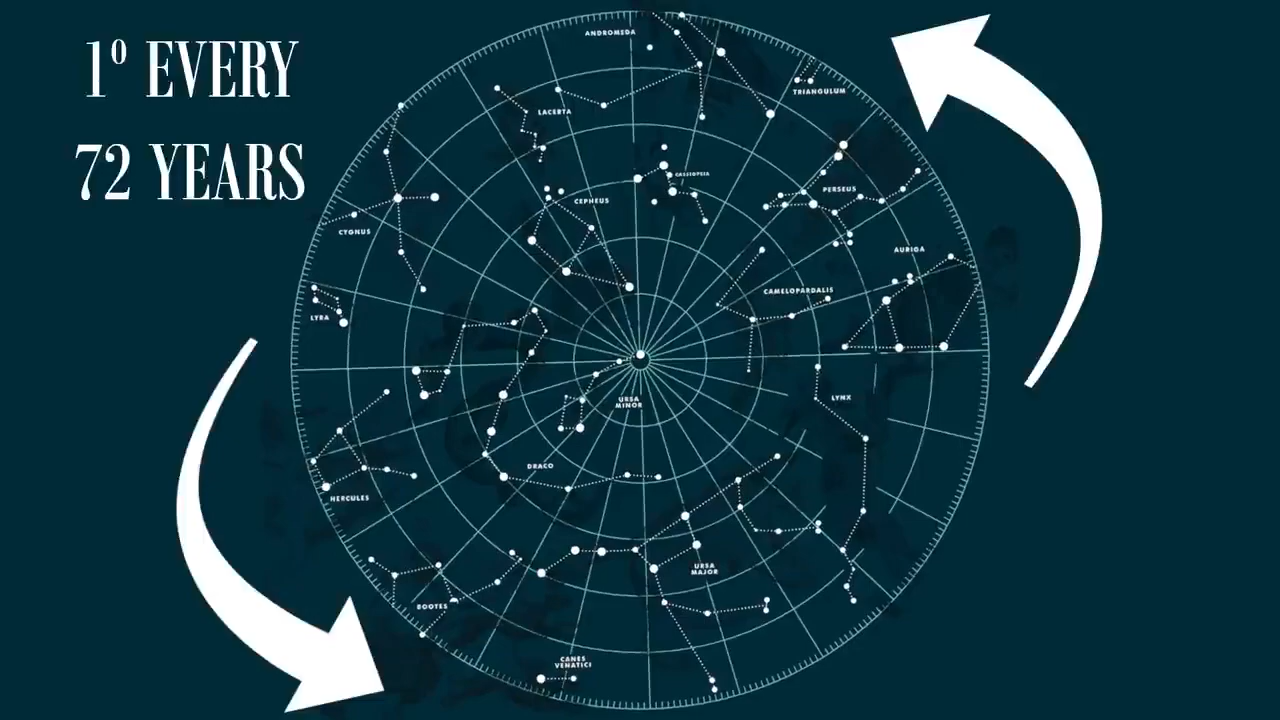 1º EVERY
72 YEARS
ANDROMEDA
TRIANGULUM
LACERTA
CASSIOPEIA
PERSEUS
CEPHEUS
CYGNUS
AURIGA
CAMELOPARDALIS
LYRA
LYNX
URSA
MINOR
DRACO
HERCULES
URSA
MAJOR
BOOTES
CANES
VENATICI